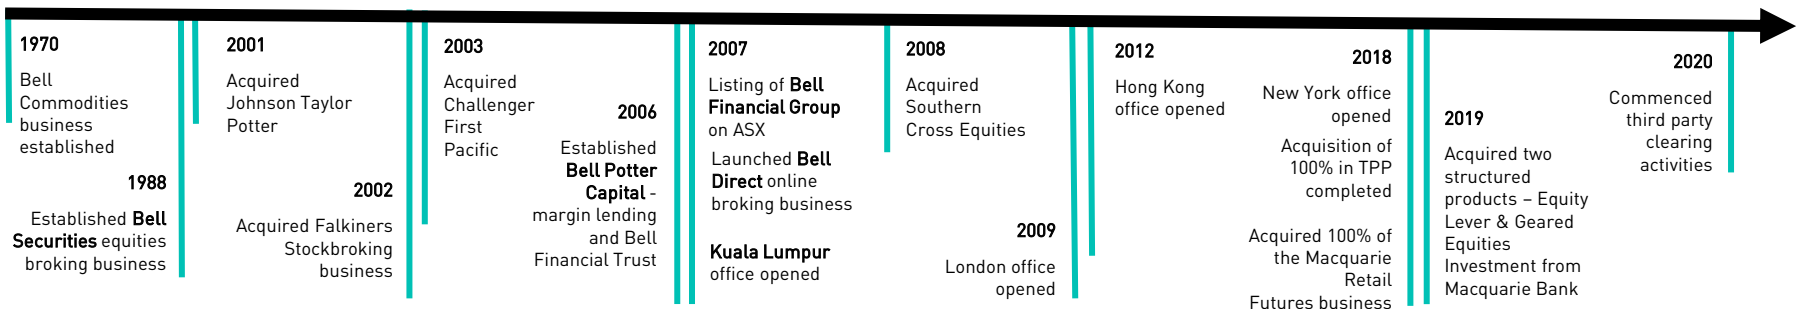 1970
Bell
Commodities
business
established
1988
Established Bell
Securities equities
broking business
2001
Acquired
Johnson Taylor
Potter
2002
Acquired Falkiners
Stockbroking
business
2003
Acquired
Challenger
First
Pacific
2006
Established
Bell Potter
Capital -
margin lending
and Bell
Financial Trust
2007
Listing of Bell
Financial Group
on ASX
Launched Bell
Direct online
broking business
Kuala Lumpur
office opened
2008
Acquired
Southern
Cross Equities
2009
London office
opened
2012
Hong Kong
office opened
2018
New York office
opened
Acquisition of
100% in TPP
completed
Acquired 100% of
the Macquarie
Retail
Futures business
2019
Acquired two
structured
products – Equity
Lever & Geared
Equities
Investment from
Macquarie Bank
2020
Commenced
third party
clearing
activities